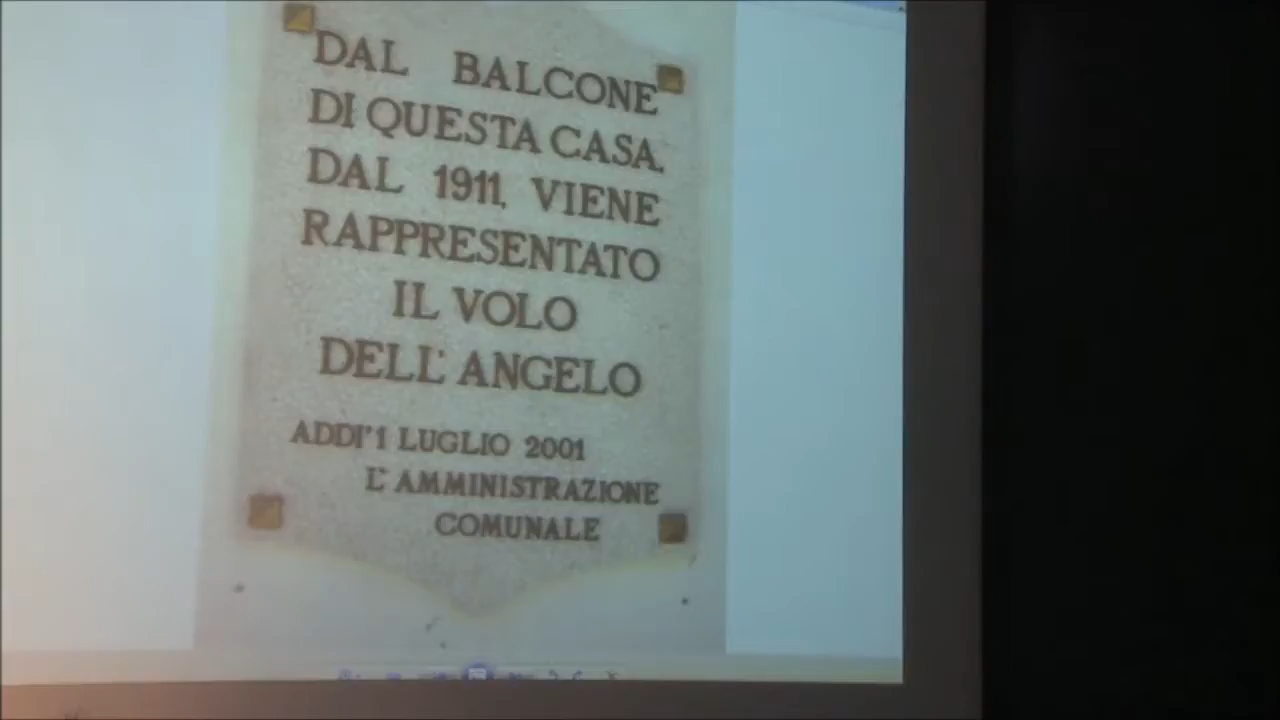 DAL BALCONE
DI QUESTA CASA,
DAL 1911, VIENE
RAPPRESENTATO
IL VOLO
DELL'ANGELO
ADDI'1 LUGLIO 2001
L'AMMINISTRAZIONE
COMUNALE